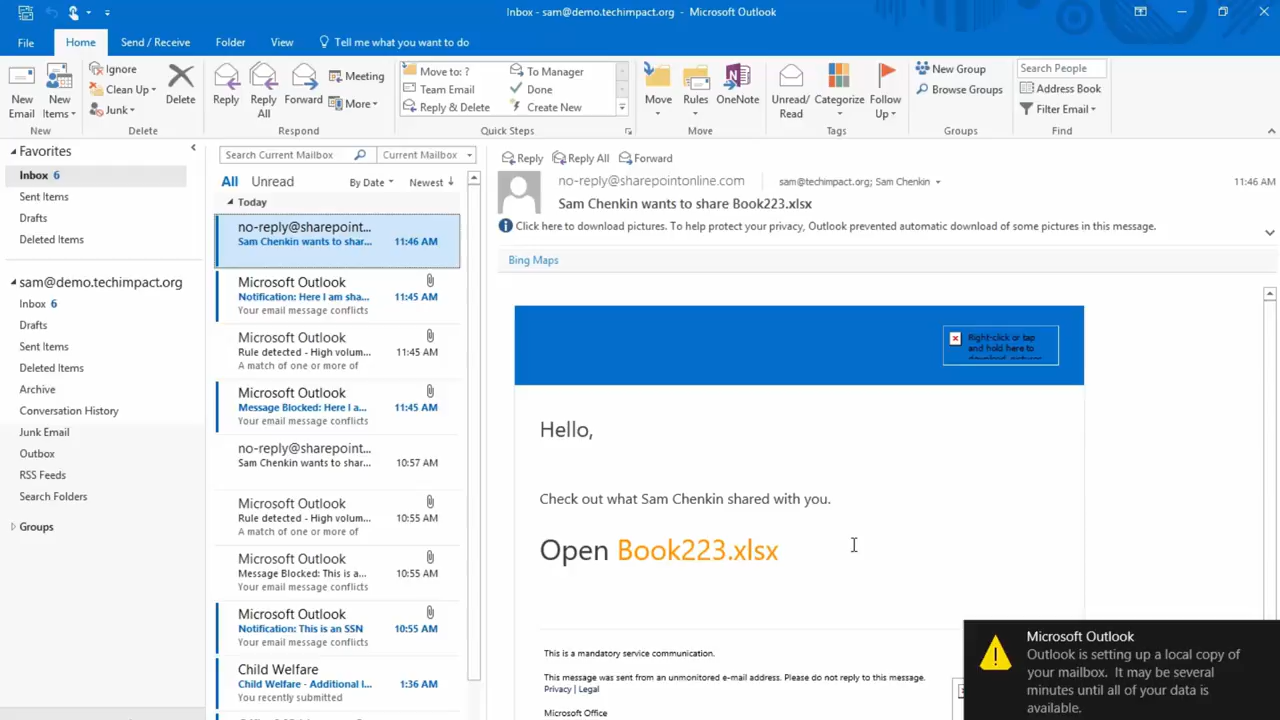 Inbox - sam@demo.techimpact.org - Microsoft Outlook
File Home Send / Receive Folder View Tell me what you want to do
New Email
New Items
New
Ignore
Clean Up
Junk
Delete
Delete
Reply
Reply All
Forward
Meeting
More
Respond
Move to: ?
Team Email
Reply & Delete
To Manager
Done
Create New
Quick Steps
Move
Rules
OneNote
Move
Unread/ Read
Categorize
Follow Up
Tags
New Group
Browse Groups
Groups
Search People
Address Book
Filter Email
Find
Favorites
Inbox 6
Sent Items
Drafts
Deleted Items
sam@demo.techimpact.org
Inbox 6
Drafts
Sent Items
Deleted Items
Archive
Conversation History
Junk Email
Outbox
RSS Feeds
Search Folders
Groups
Search Current Mailbox Current Mailbox
All Unread By Date Newest
Today
no-reply@sharepoint...
Sam Chenkin wants to shar... 11:46 AM
Microsoft Outlook
Notification: Here I am sha... 11:45 AM
Your email message conflicts
Microsoft Outlook
Rule detected - High volum... 11:45 AM
A match of one or more of
Microsoft Outlook
Message Blocked: Here I a... 11:45 AM
Your email message conflicts
no-reply@sharepoint...
Sam Chenkin wants to shar... 10:57 AM
Microsoft Outlook
Rule detected - High volum... 10:55 AM
A match of one or more of
Microsoft Outlook
Message Blocked: This is a... 10:55 AM
Your email message conflicts
Microsoft Outlook
Notification: This is an SSN 10:55 AM
Your email message conflicts
Child Welfare
Child Welfare - Additional I... 1:36 AM
You recently submitted
Reply Reply All Forward
no-reply@sharepointonline.com sam@techimpact.org; Sam Chenkin 11:46 AM
Sam Chenkin wants to share Book223.xlsx
Click here to download pictures. To help protect your privacy, Outlook prevented automatic download of some pictures in this message.
Bing Maps
Right-click or tap
and hold here to
Hello,
Check out what Sam Chenkin shared with you.
Open Book223.xlsx
This is a mandatory service communication.
This message was sent from an unmonitored e-mail address. Please do not reply to this message.
Privacy | Legal
Microsoft Office
Microsoft Outlook
Outlook is setting up a local copy of
your mailbox. It may be several
minutes until all of your data is
available.